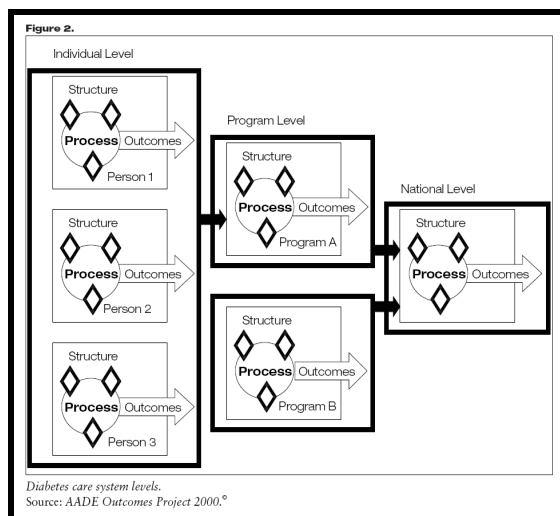 Figure 2.
Individual Level
Structure
Process
Outcomes
Person 1
Structure
Process
Outcomes
Person 2
Structure
Process
Outcomes
Person 3
Program Level
Structure
Process
Outcomes
Program A
Structure
Process
Outcomes
Program B
National Level
Structure
Process
Outcomes
Diabetes care system levels.
Source: AADE Outcomes Project 2000.©